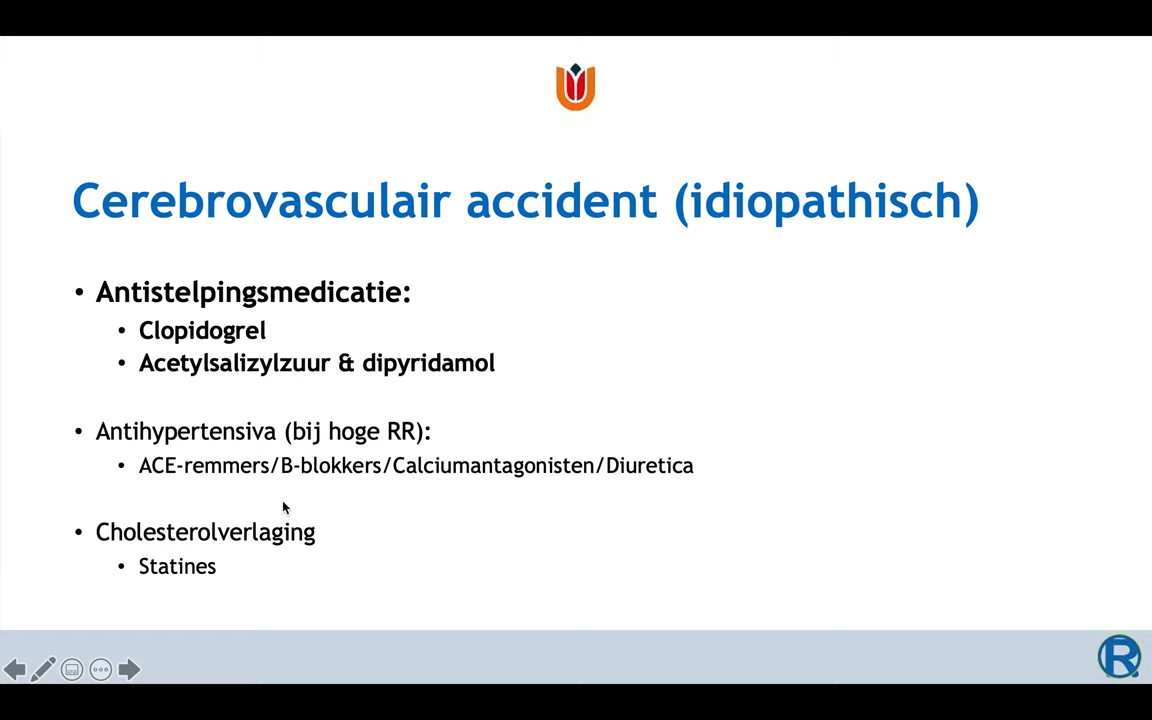 Cerebrovasculair accident (idiopathisch)
• Antistelpingsmedicatie:
• Clopidogrel
• Acetylsalizylzuur & dipyridamol
• Antihypertensiva (bij hoge RR):
• ACE-remmers/B-blokkers/Calciumantagonisten/Diuretica
• Cholesterolverlaging
• Statines
R